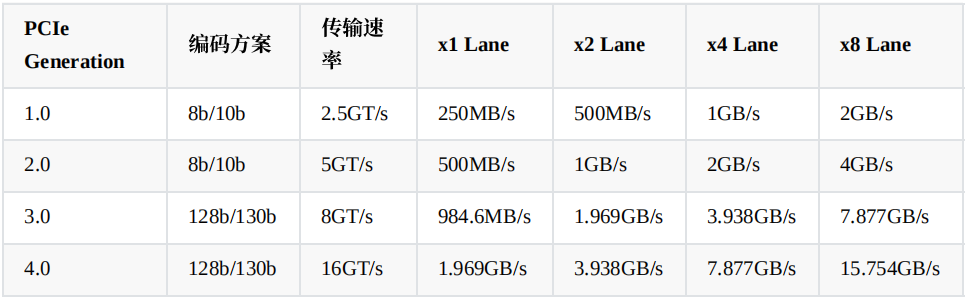 PCIe Generation 编码方案 传输速率 x1 Lane x2 Lane x4 Lane x8 Lane
1.0 8b/10b 2.5GT/s 250MB/s 500MB/s 1GB/s 2GB/s
2.0 8b/10b 5GT/s 500MB/s 1GB/s 2GB/s 4GB/s
3.0 128b/130b 8GT/s 984.6MB/s 1.969GB/s 3.938GB/s 7.877GB/s
4.0 128b/130b 16GT/s 1.969GB/s 3.938GB/s 7.877GB/s 15.754GB/s